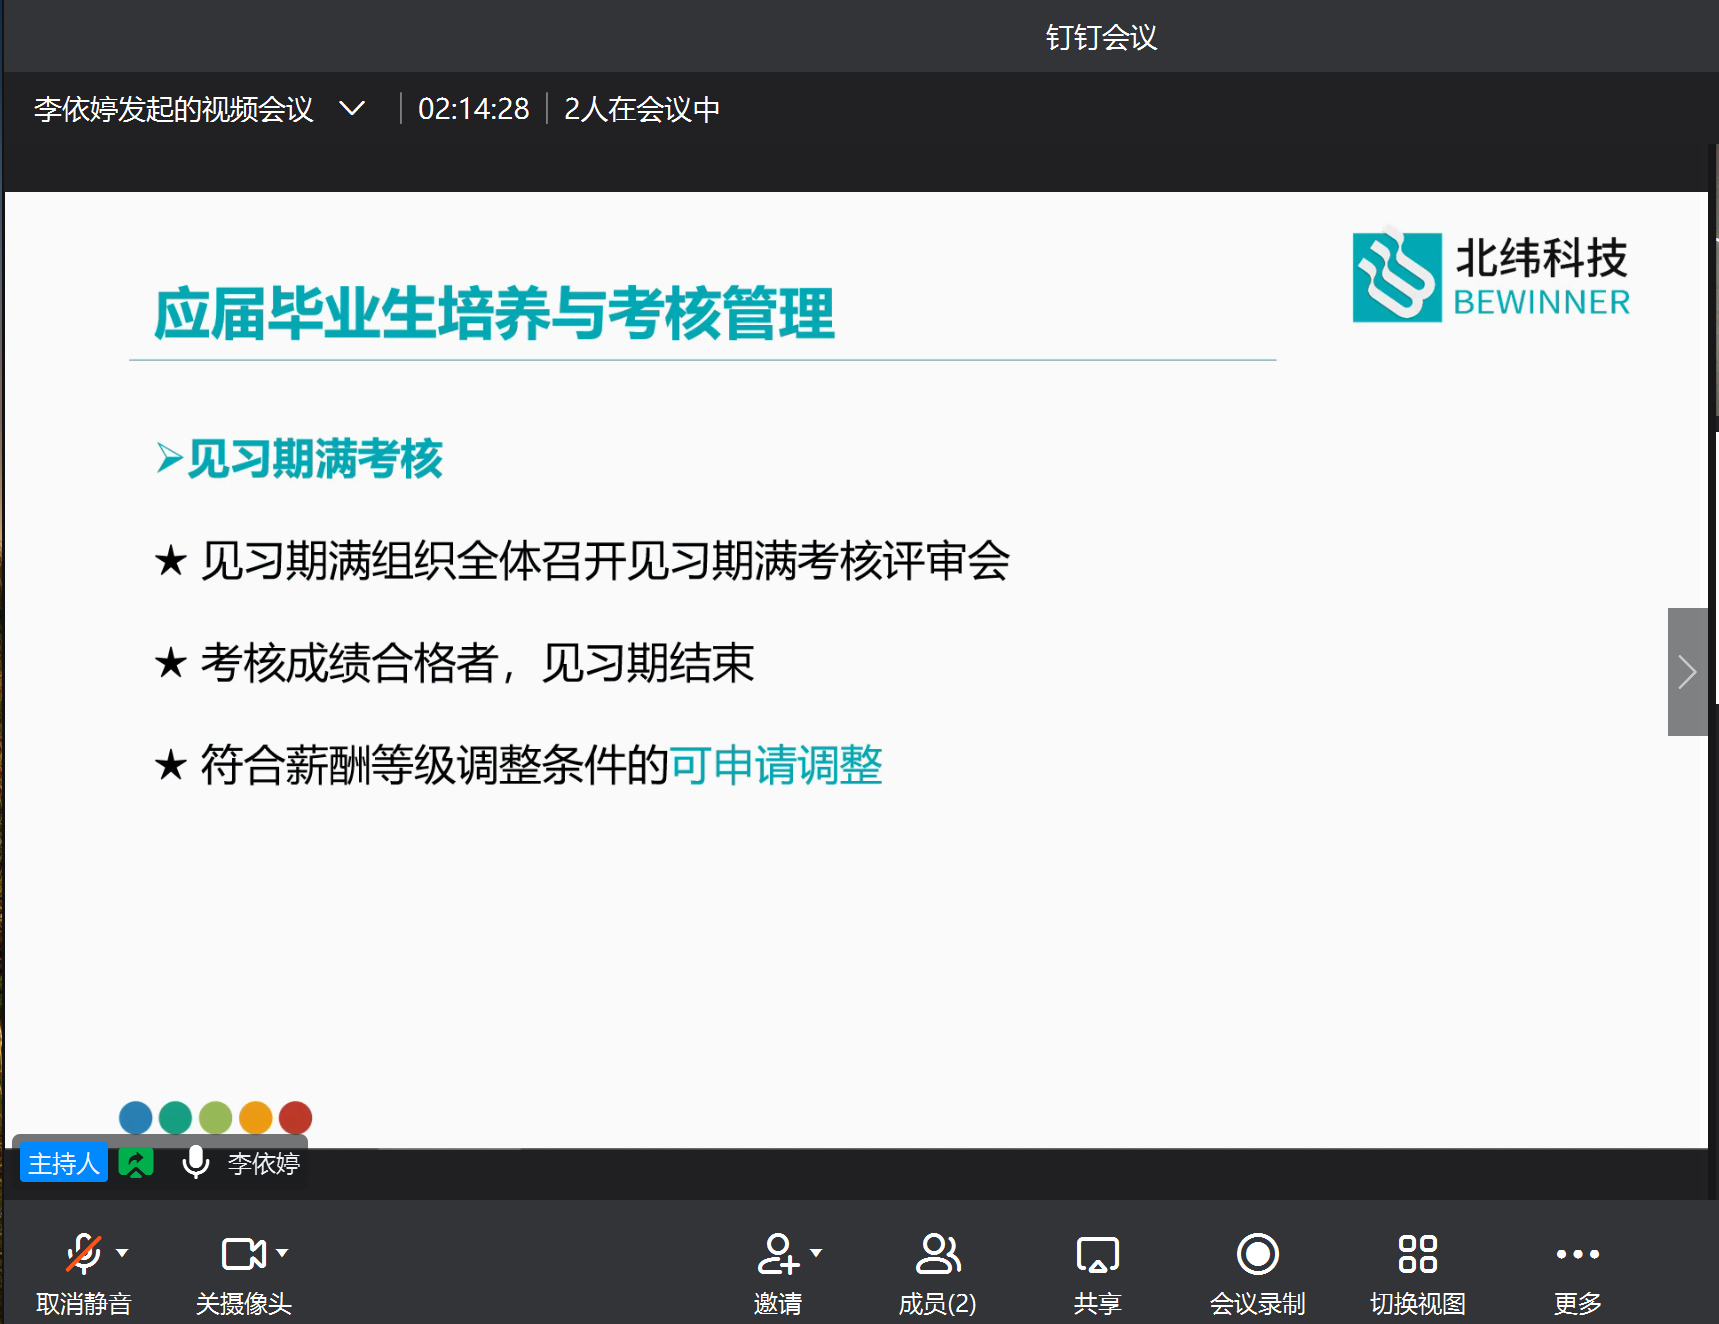 钉钉会议
李依婷发起的视频会议 02:14:28 2人在会议中
北纬科技
BEWINNER
应届毕业生培养与考核管理
➢见习期满考核
★ 见习期满组织全体召开见习期满考核评审会
★ 考核成绩合格者，见习期结束
★ 符合薪酬等级调整条件的可申请调整
主持人 李依婷
取消静音 关摄像头 邀请 成员(2) 共享 会议录制 切换视图 更多